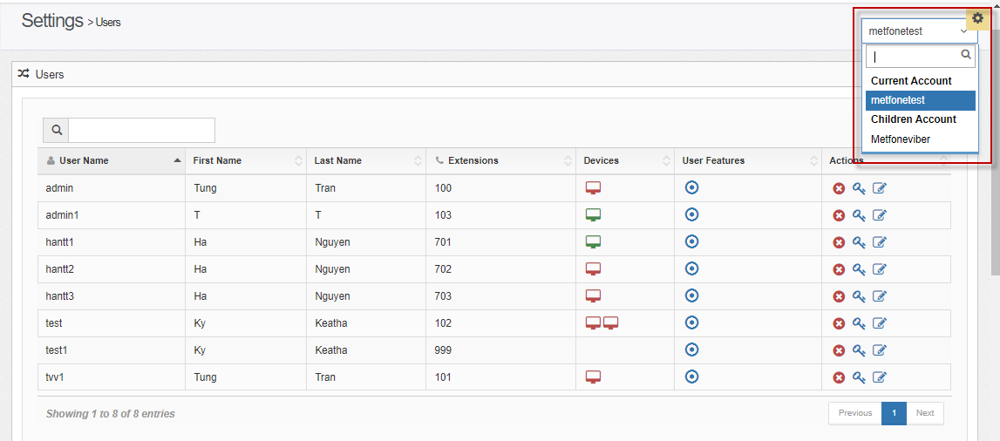 Settings > Users
metfonetest
Current Account
metfonetest
Children Account
Metfoneviber
Users
User Name First Name Last Name Extensions Devices User Features Actions
admin Tung Tran 100
admin1 T T 103
hantt1 Ha Nguyen 701
hantt2 Ha Nguyen 702
hantt3 Ha Nguyen 703
test Ky Keatha 102
test1 Ky Keatha 999
tvv1 Tung Tran 101
Showing 1 to 8 of 8 entries
Previous 1 Next